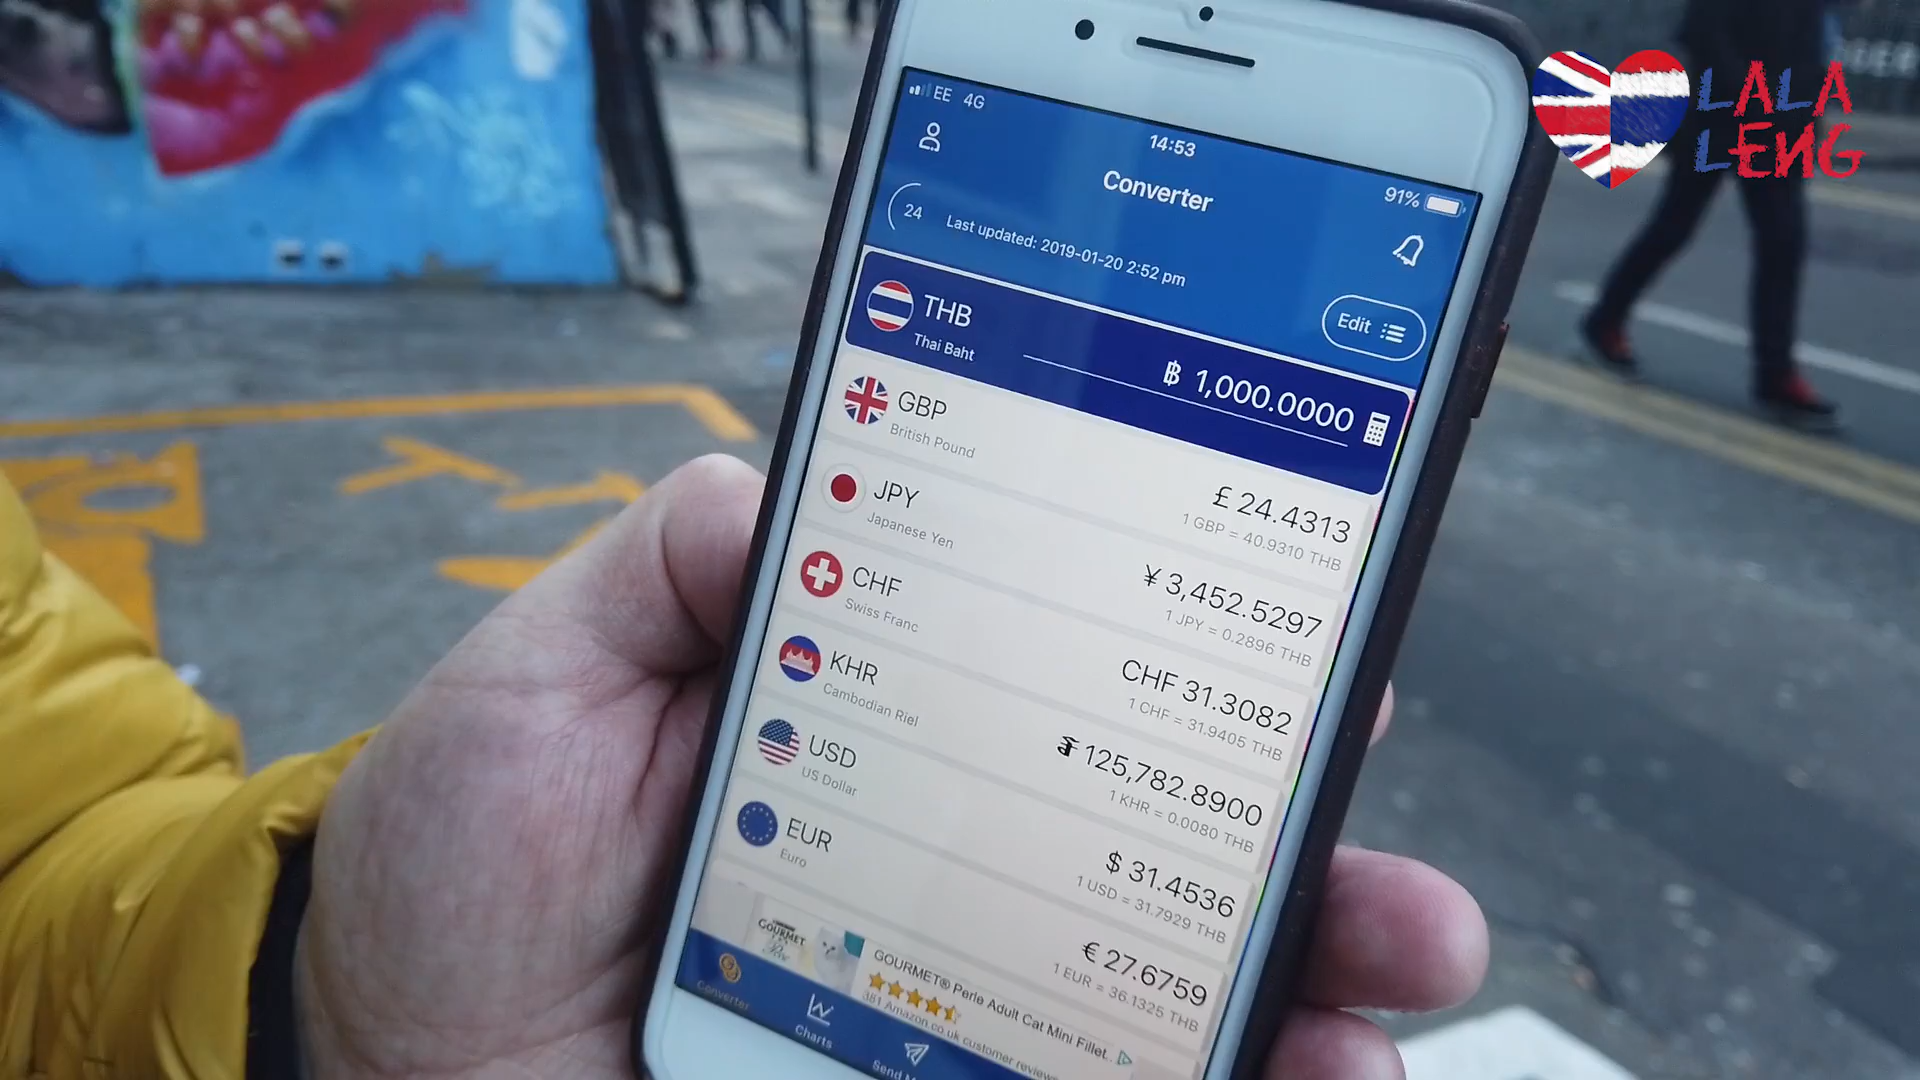 LALA
LENG
EE 4G
14:53
91%
Converter
24
Last updated: 2019-01-20 2:52 pm
Edit
THB
Thai Baht
฿ 1,000.0000
GBP
British Pound
£ 24.4313
1 GBP = 40.9310 THB
JPY
Japanese Yen
¥ 3,452.5297
1 JPY = 0.2896 THB
CHF
Swiss Franc
CHF 31.3082
1 CHF = 31.9405 THB
KHR
Cambodian Riel
៛ 125,782.8900
1 KHR = 0.0080 THB
USD
US Dollar
$ 31.4536
1 USD = 31.7929 THB
EUR
Euro
€ 27.6759
1 EUR = 36.1325 THB
GOURMET
GOURMET® Perle Adult Cat Mini Fillet..
381 Amazon.co.uk customer reviews
Converter
Charts
Send